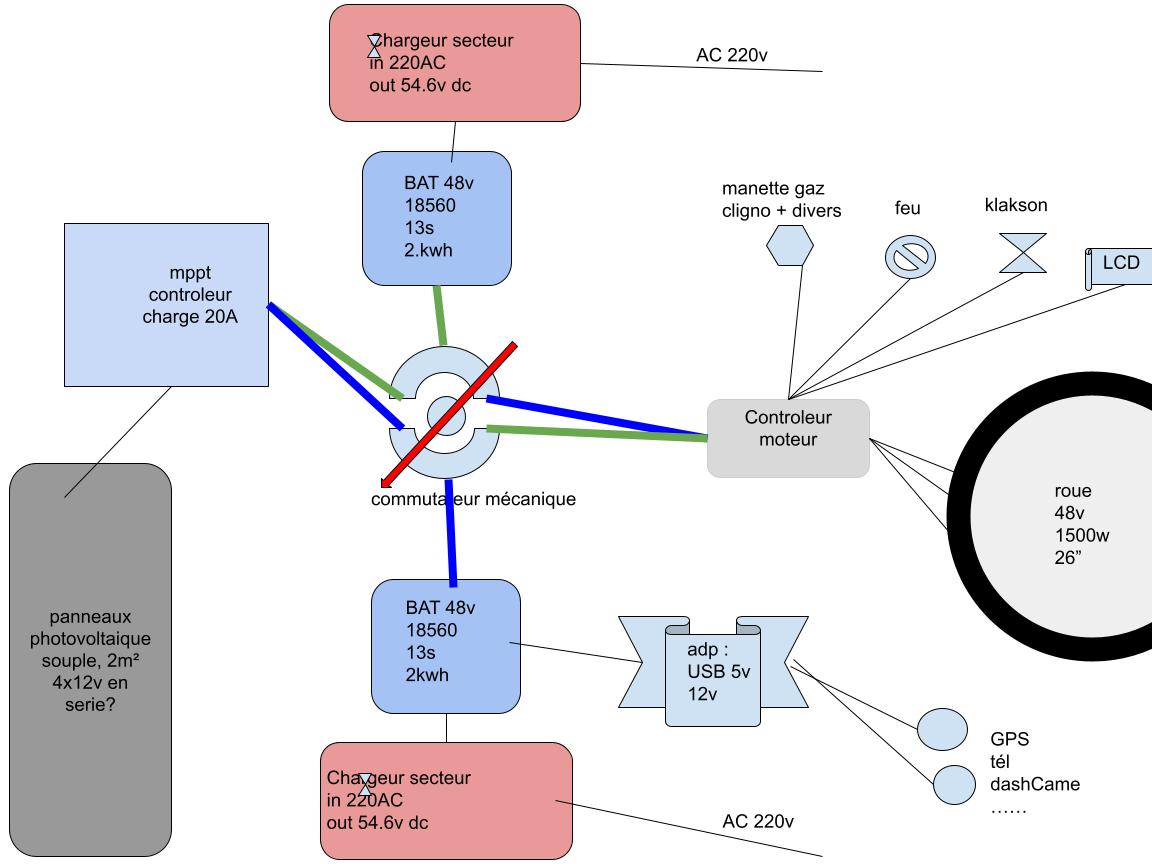 Chargeur secteur
in 220AC
out 54.6v dc
AC 220v
BAT 48v
18560
13s
2.kwh
manette gaz
cligno + divers
feu
klakson
LCD
mppt
controleur
charge 20A
Controleur
moteur
commutateur mécanique
roue
48v
1500w
26”
panneaux
photovoltaique
souple, 2m²
4x12v en
serie?
BAT 48v
18560
13s
2kwh
adp :
USB 5v
12v
GPS
tél
dashCame
......
Chargeur secteur
in 220AC
out 54.6v dc
AC 220v